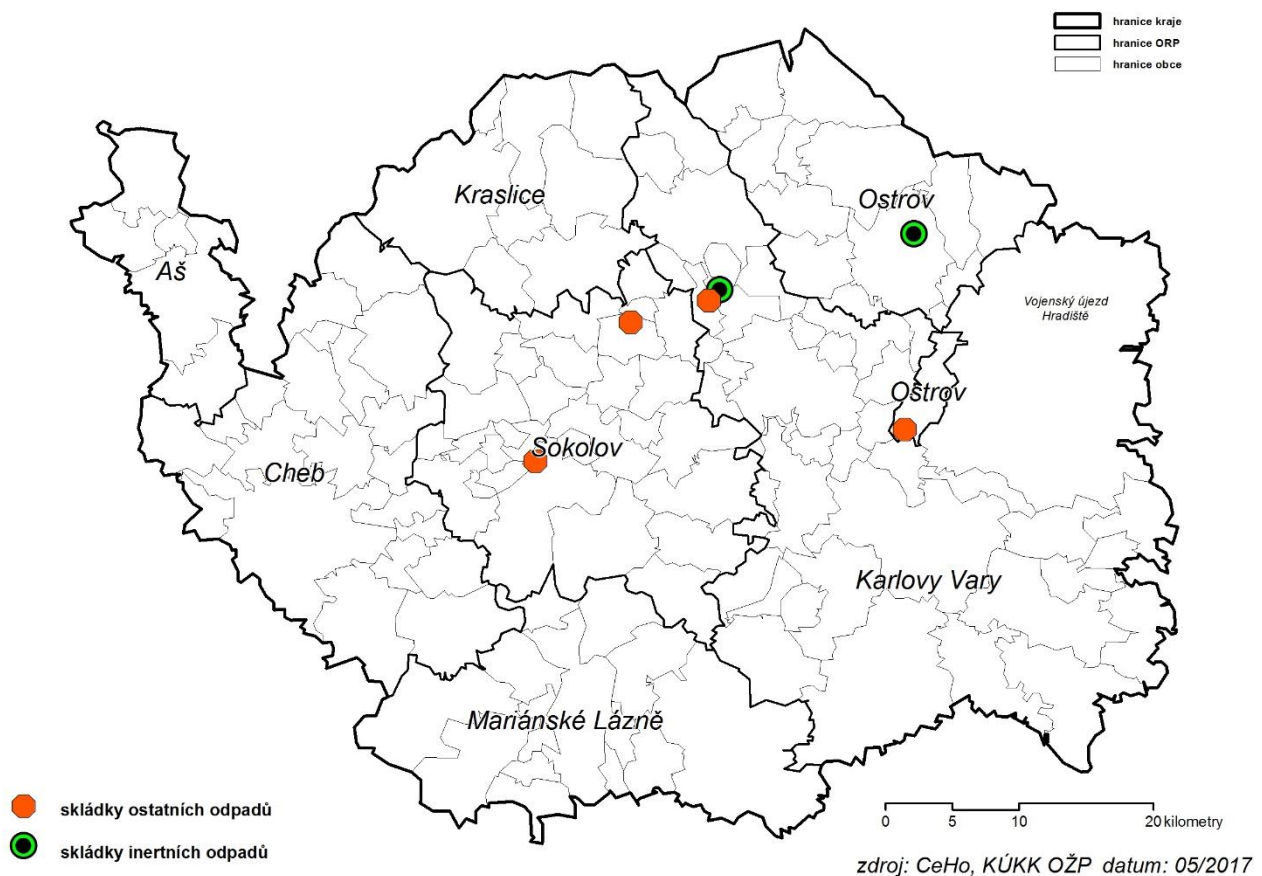 hranice kraje
hranice ORP
hranice obce
Kraslice
Ostrov
Aš
Vojenský újezd
Hradiště
Ostrov
Sokolov
Cheb
Karlovy Vary
Mariánské Lázně
skládky ostatních odpadů
skládky inertních odpadů
0 5 10 20 kilometry
zdroj: CeHo, KÚKK OŽP datum: 05/2017